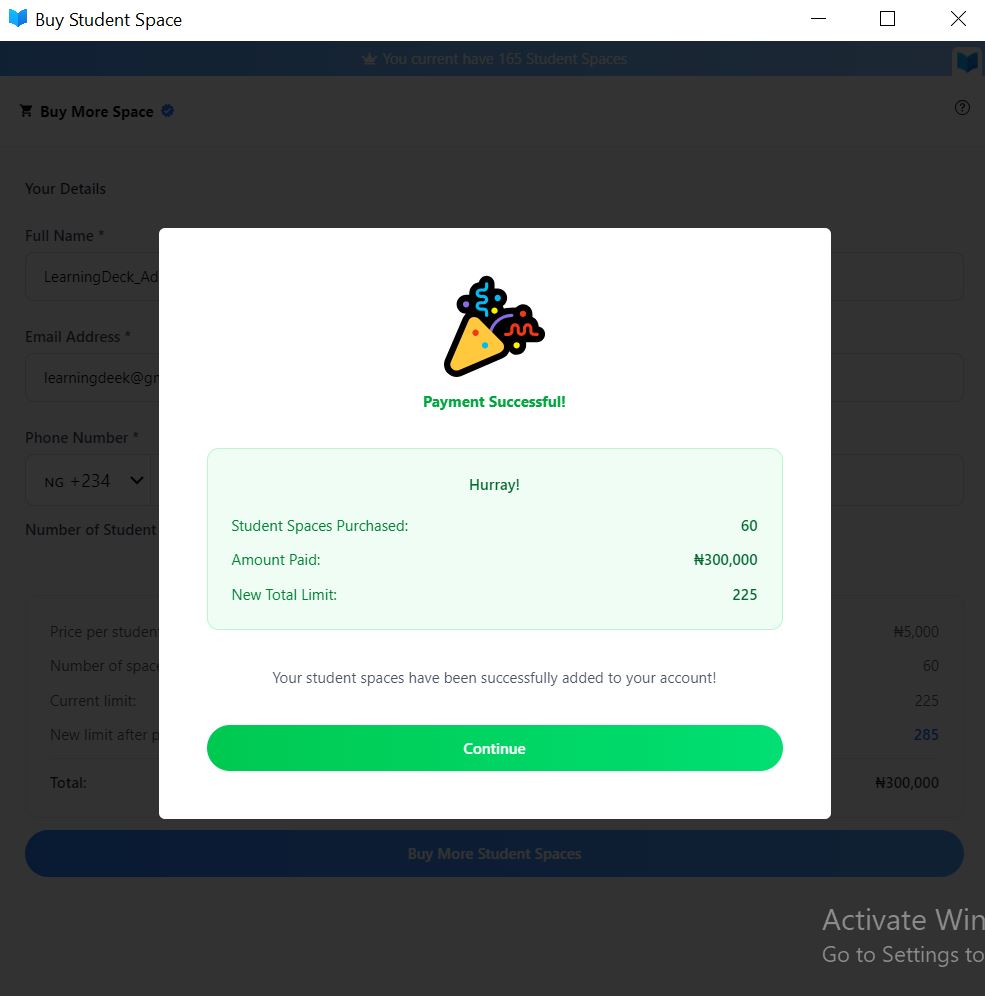 Buy Student Space
You current have 165 Student Spaces
Buy More Space
Your Details
Full Name *
LearningDeck_Ad
Email Address *
learningdeek@gm
Phone Number *
NG +234
Number of Student
Payment Successful!
Hurray!
Student Spaces Purchased: 60
Amount Paid: ₦300,000
New Total Limit: 225
Your student spaces have been successfully added to your account!
Continue
Price per student ₦5,000
Number of space 60
Current limit: 225
New limit after p 285
Total: ₦300,000
Buy More Student Spaces
Activate Win
Go to Settings to